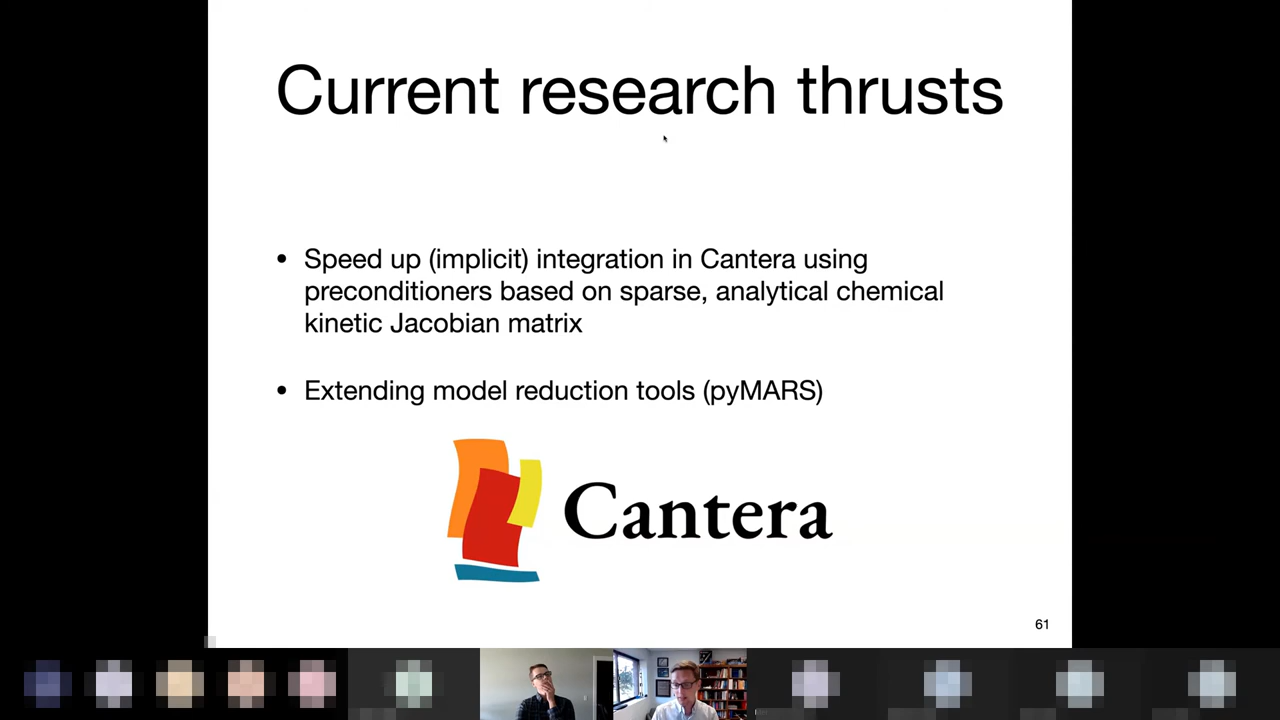 Current research thrusts
• Speed up (implicit) integration in Cantera using
preconditioners based on sparse, analytical chemical
kinetic Jacobian matrix
• Extending model reduction tools (pyMARS)
Cantera
61